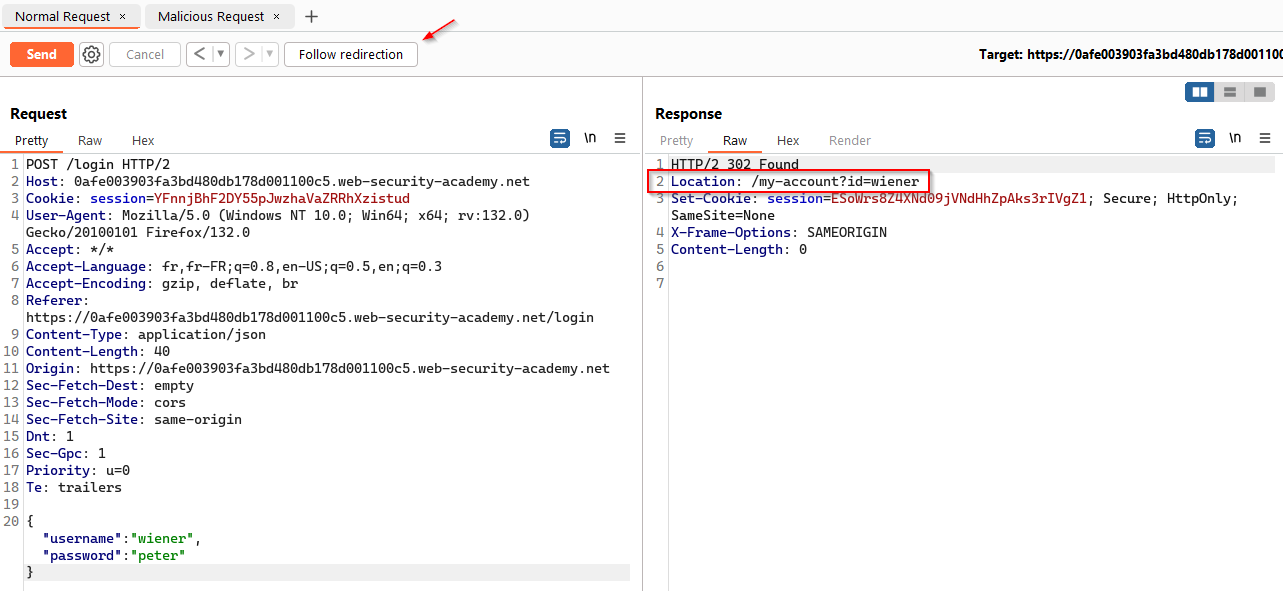 Normal Request × Malicious Request × +
Send Cancel < > Follow redirection Target: https://0afe003903fa3bd480db178d001100
Request
Pretty Raw Hex \n
1 POST /login HTTP/2
2 Host: 0afe003903fa3bd480db178d001100c5.web-security-academy.net
3 Cookie: session=YFnnjBhF2DY55pJwzhaVaZRRhXzistud
4 User-Agent: Mozilla/5.0 (Windows NT 10.0; Win64; x64; rv:132.0)
Gecko/20100101 Firefox/132.0
5 Accept: */*
6 Accept-Language: fr,fr-FR;q=0.8,en-US;q=0.5,en;q=0.3
7 Accept-Encoding: gzip, deflate, br
8 Referer:
https://0afe003903fa3bd480db178d001100c5.web-security-academy.net/login
9 Content-Type: application/json
10 Content-Length: 40
11 Origin: https://0afe003903fa3bd480db178d001100c5.web-security-academy.net
12 Sec-Fetch-Dest: empty
13 Sec-Fetch-Mode: cors
14 Sec-Fetch-Site: same-origin
15 Dnt: 1
16 Sec-Gpc: 1
17 Priority: u=0
18 Te: trailers
19
20 {
"username":"wiener",
"password":"peter"
}
Response
Pretty Raw Hex Render \n
1 HTTP/2 302 Found
2 Location: /my-account?id=wiener
3 Set-Cookie: session=ESoWrs8Z4XNd09jVNdHhZpAks3rIVgZ1; Secure; HttpOnly;
SameSite=None
4 X-Frame-Options: SAMEORIGIN
5 Content-Length: 0
6
7